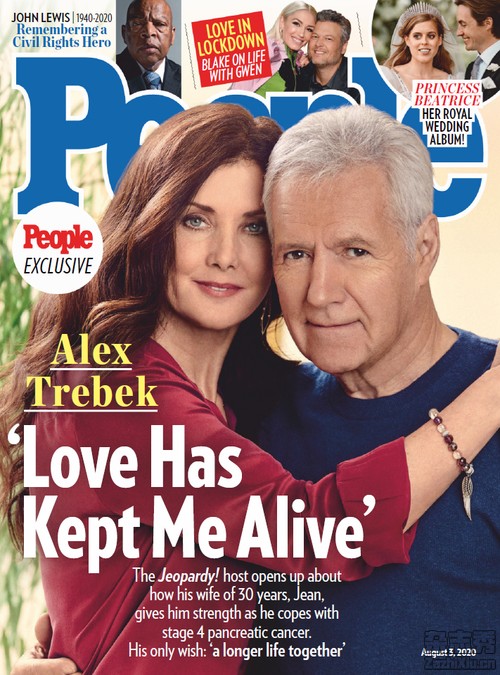 JOHN LEWIS | 1940-2020
Remembering a
Civil Rights Hero
LOVE IN
LOCKDOWN
BLAKE ON LIFE
WITH GWEN
PRINCESS
BEATRICE
HER ROYAL
WEDDING
ALBUM!
People
People
EXCLUSIVE
Alex
Trebek
‘Love Has
Kept Me Alive’
The Jeopardy! host opens up about
how his wife of 30 years, Jean,
gives him strength as he copes with
stage 4 pancreatic cancer.
His only wish: ‘a longer life together’
August 3, 2020